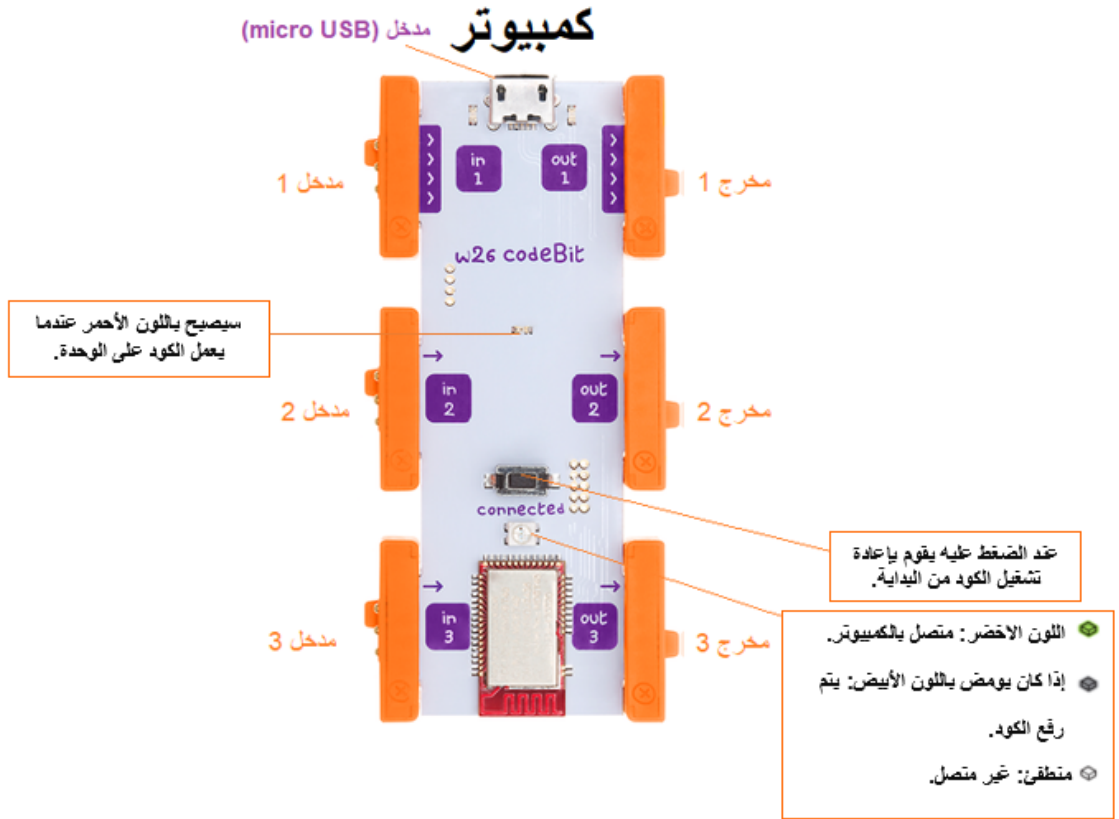 كمبيوتر
مدخل (micro USB)
in
1
out
1
مدخل 1
مخرج 1
w26 codeBit
سيصبح باللون الأحمر عندما
يعمل الكود على الوحدة.
in
2
out
2
مدخل 2
مخرج 2
connected
عند الضغط عليه يقوم بإعادة
تشغيل الكود من البداية.
in
3
out
3
مدخل 3
مخرج 3
اللون الاخضر: متصل بالكمبيوتر.
إذا كان يومض باللون الأبيض: يتم
رفع الكود.
منطفئ: غير متصل.